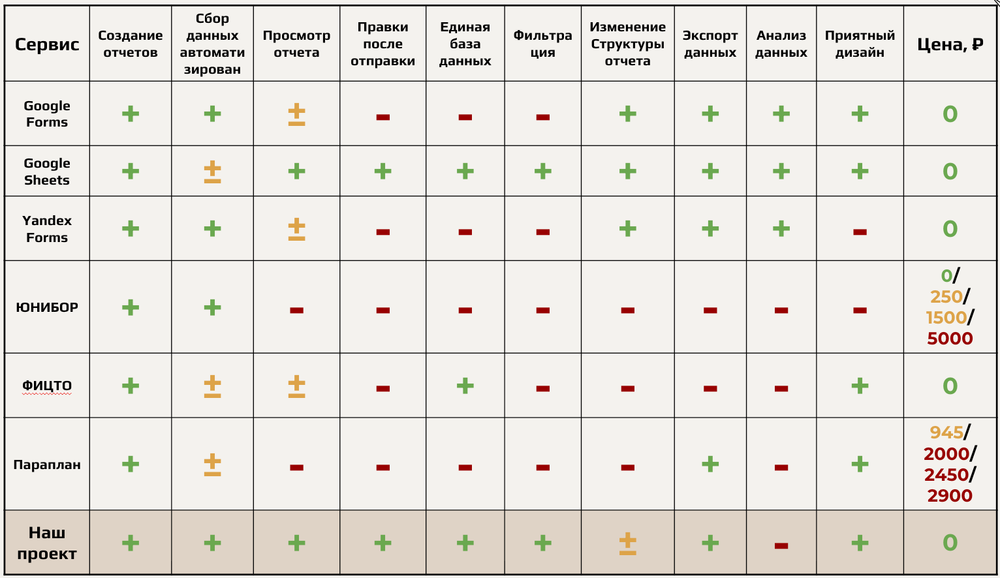 Сервис
Создание
отчетов
Сбор
данных
автомати
зирован
Просмотр
отчета
Правки
после
отправки
Единая
база
данных
Фильтра
ция
Изменение
Структуры
отчета
Экспорт
данных
Анализ
данных
Приятный
дизайн
Цена, ₽
Google
Forms
+
+
±
-
-
-
+
+
+
+
0
Google
Sheets
+
±
+
+
+
+
+
+
+
+
0
Yandex
Forms
+
+
±
-
-
-
+
+
+
-
0
ЮНИБОР
+
+
-
-
-
-
-
-
-
-
0/
250/
1500/
5000
ФИЦТО
+
±
±
-
+
-
-
-
-
+
0
Параплан
+
±
-
-
-
-
-
+
-
+
945/
2000/
2450/
2900
Наш
проект
+
+
+
+
+
+
±
+
-
+
0